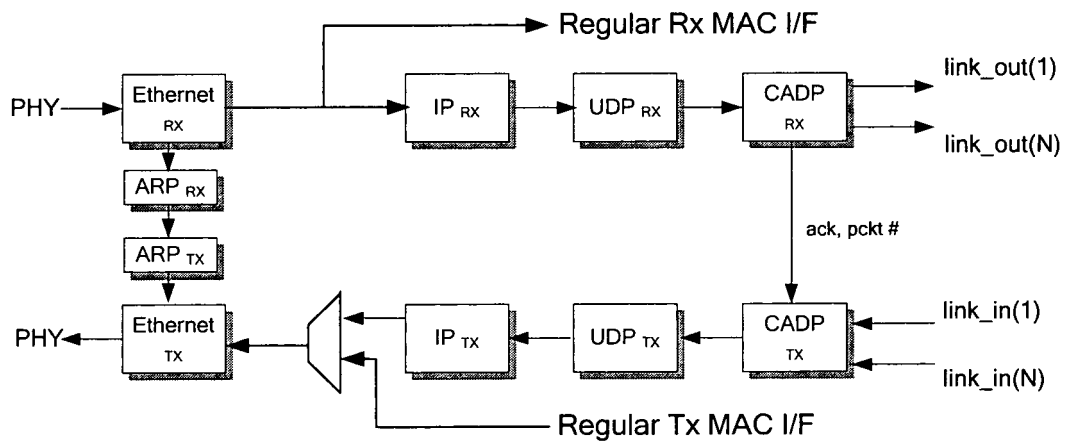 Regular Rx MAC I/F
PHY
Ethernet
RX
IP RX
UDP RX
CADP
RX
link_out(1)
link_out(N)
ARP RX
ARP TX
ack, pckt #
PHY
Ethernet
TX
IP TX
UDP TX
CADP
TX
link_in(1)
link_in(N)
Regular Tx MAC I/F